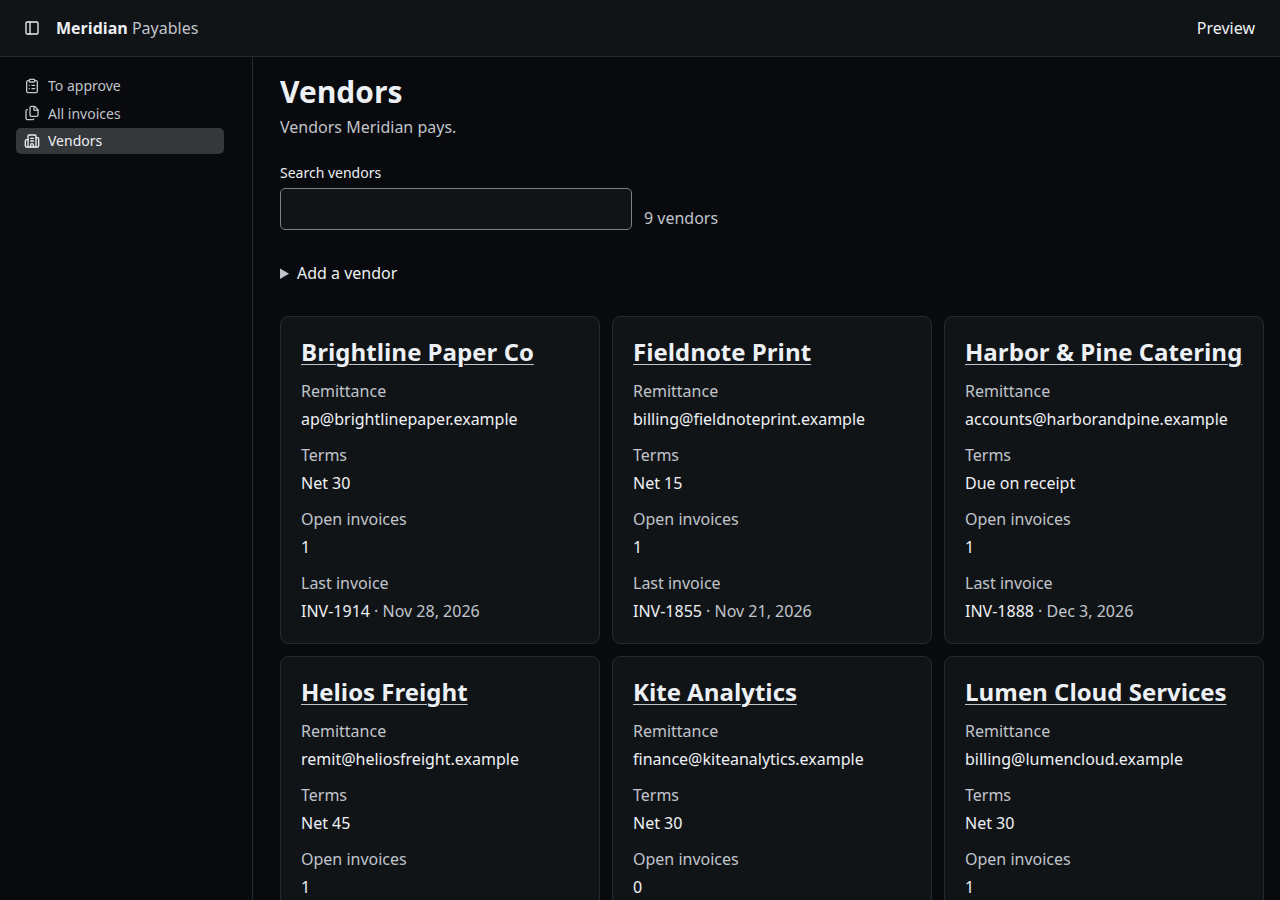 Meridian Payables
Preview
To approve
All invoices
Vendors
Vendors
Vendors Meridian pays.
Search vendors
9 vendors
Add a vendor
Brightline Paper Co
Remittance
ap@brightlinepaper.example
Terms
Net 30
Open invoices
1
Last invoice
INV-1914 · Nov 28, 2026
Fieldnote Print
Remittance
billing@fieldnoteprint.example
Terms
Net 15
Open invoices
1
Last invoice
INV-1855 · Nov 21, 2026
Harbor & Pine Catering
Remittance
accounts@harborandpine.example
Terms
Due on receipt
Open invoices
1
Last invoice
INV-1888 · Dec 3, 2026
Helios Freight
Remittance
remit@heliosfreight.example
Terms
Net 45
Open invoices
1
Kite Analytics
Remittance
finance@kiteanalytics.example
Terms
Net 30
Open invoices
0
Lumen Cloud Services
Remittance
billing@lumencloud.example
Terms
Net 30
Open invoices
1